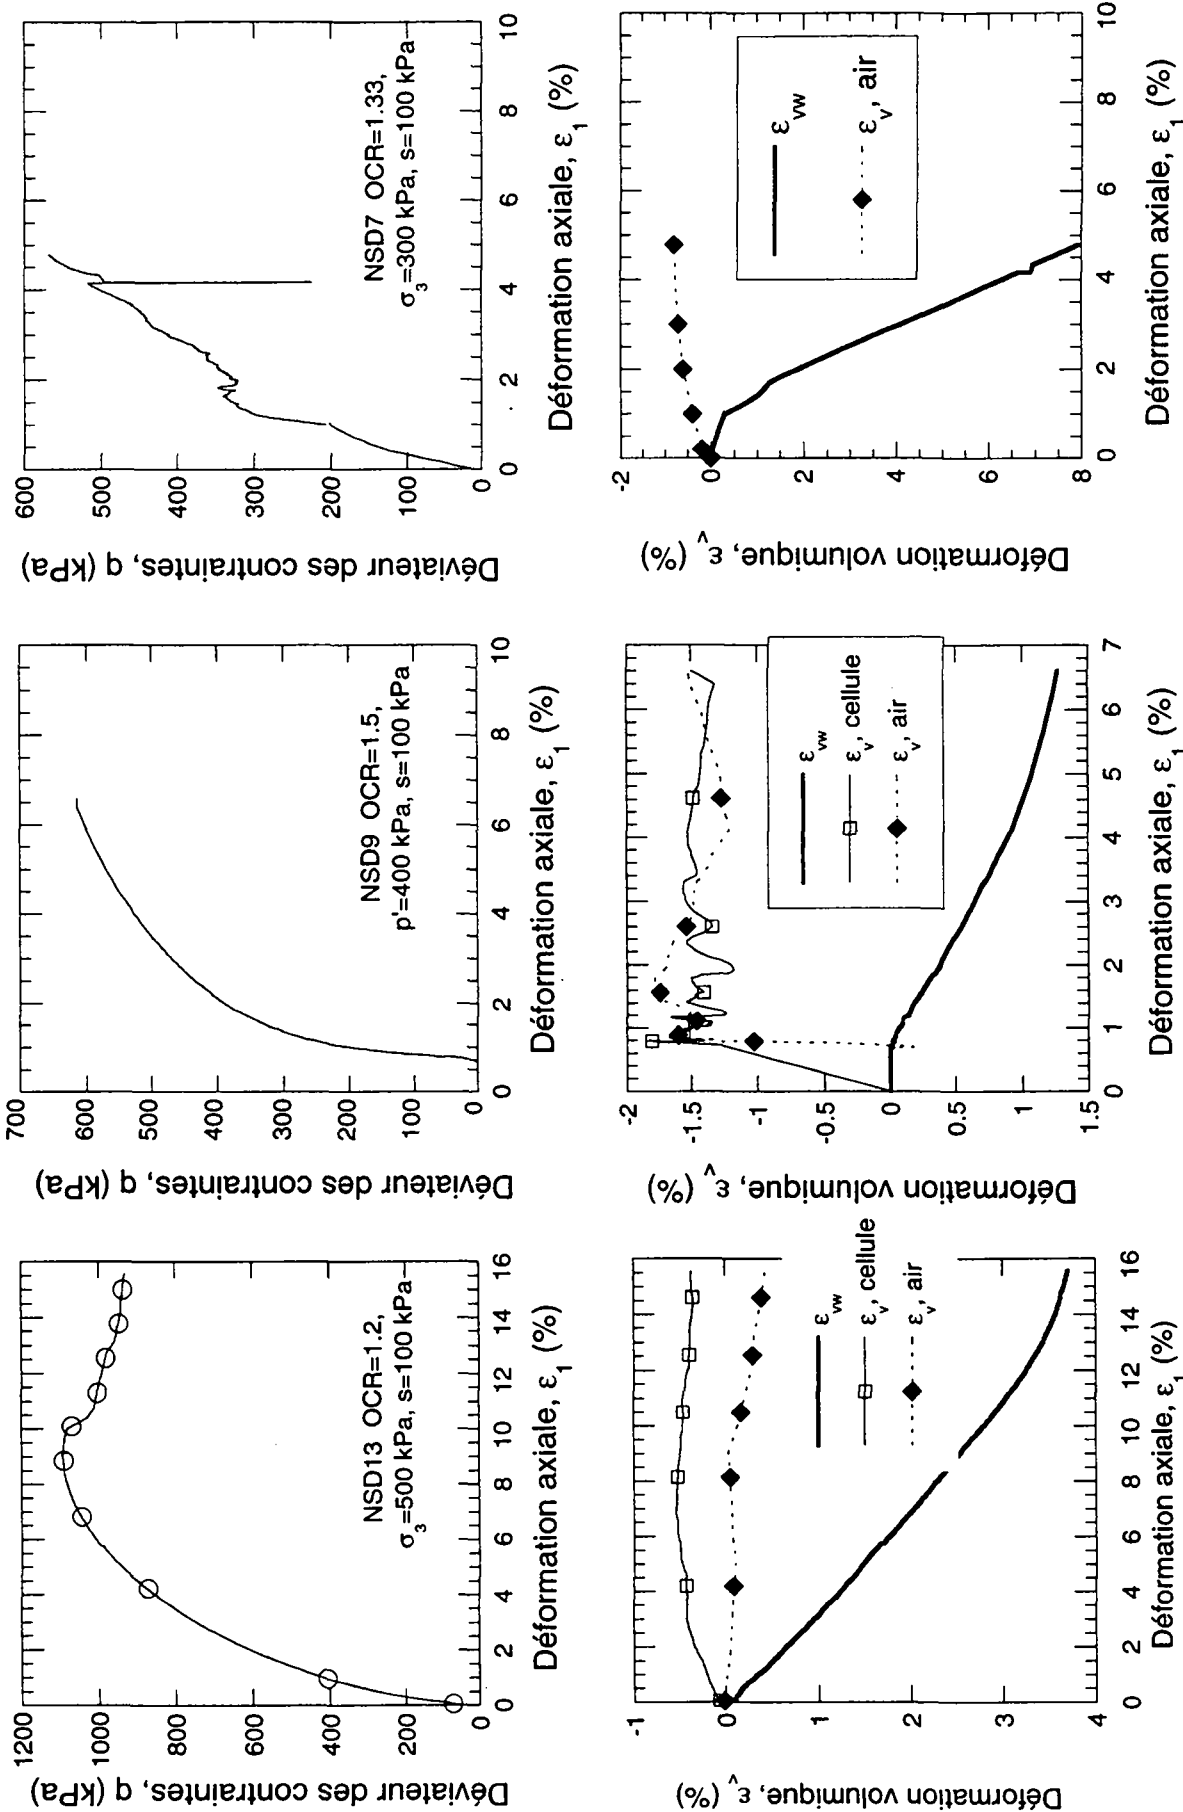 Déviateur des contraintes, q (kPa)
1200
1000
800
600
400
200
0
NSD13 OCR=1.2,
σ3=500 kPa, s=100 kPa
0 2 4 6 8 10 12 14 16
Déformation axiale, ε1 (%)
Déviateur des contraintes, q (kPa)
700
600
500
400
300
200
100
0
NSD9 OCR=1.5,
p'=400 kPa, s=100 kPa
0 2 4 6 8 10
Déformation axiale, ε1 (%)
Déviateur des contraintes, q (kPa)
600
500
400
300
200
100
0
NSD7 OCR=1.33,
σ3=300 kPa, s=100 kPa
0 2 4 6 8 10
Déformation axiale, ε1 (%)
Déformation volumique, εv (%)
-1
0
1
2
3
4
εvw
εv, cellule
εv, air
0 2 4 6 8 10 12 14 16
Déformation axiale, ε1 (%)
Déformation volumique, εv (%)
-2
-1.5
-1
-0.5
0
0.5
1
1.5
εvw
εv, cellule
εv, air
0 1 2 3 4 5 6 7
Déformation axiale, ε1 (%)
Déformation volumique, εv (%)
-2
0
2
4
6
8
εvw
εv, air
0 2 4 6 8 10
Déformation axiale, ε1 (%)